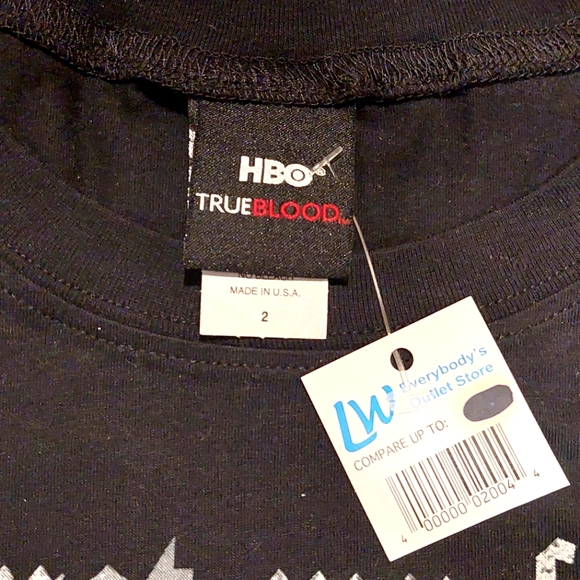 HBO
TRUEBLOOD
MADE IN U.S.A.
2
LW
Everybody's
Outlet Store
COMPARE UP TO:
4 00000 02004 4